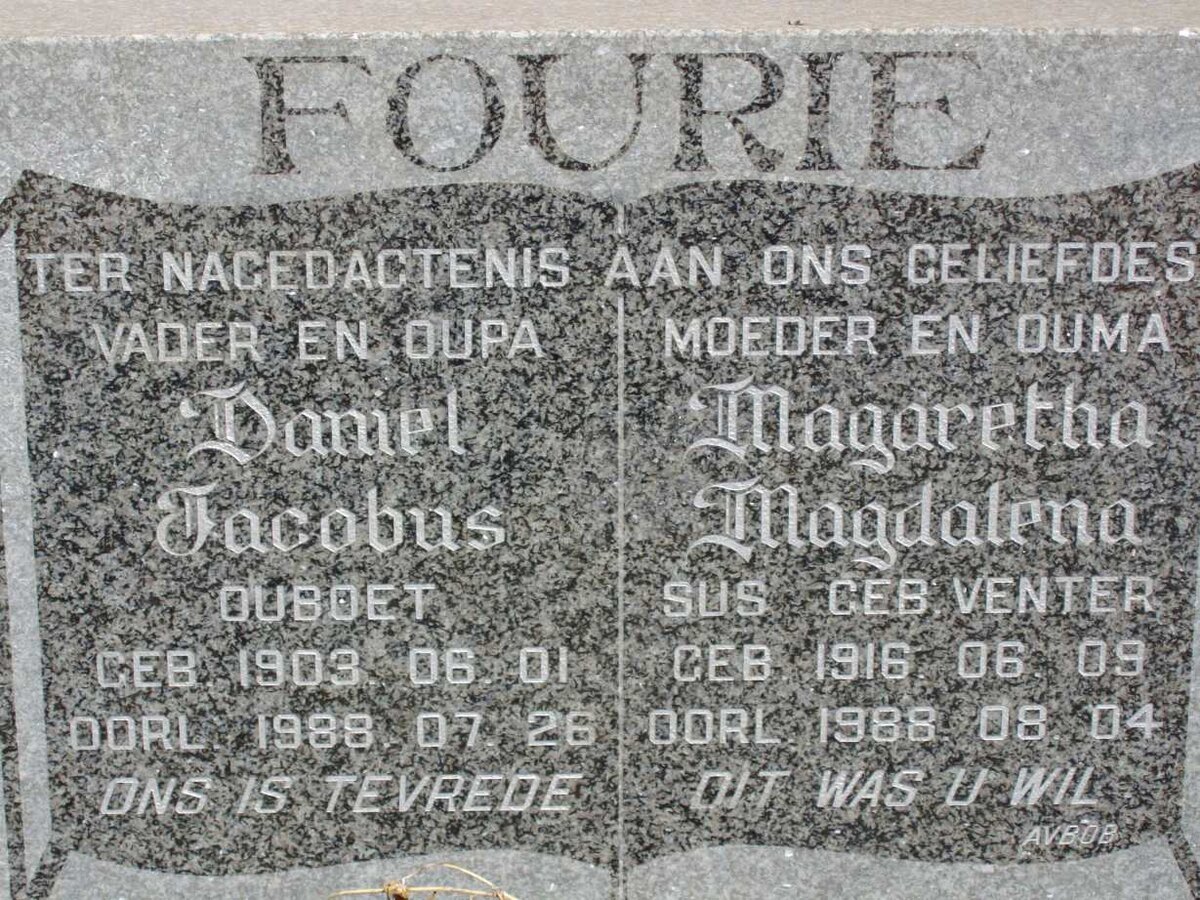 FOURIE
TER NAGEDAGTENIS AAN ONS GELIEFDES
VADER EN OUPA
Daniel
Jacobus
OUBOET
GEB. 1903. 06. 01
OORL. 1988. 07. 26
ONS IS TEVREDE
MOEDER EN OUMA
Magaretha
Magdalena
SUS GEB. VENTER
GEB. 1916. 06. 09
OORL. 1988. 08. 04
DIT WAS U WIL
AVBOB